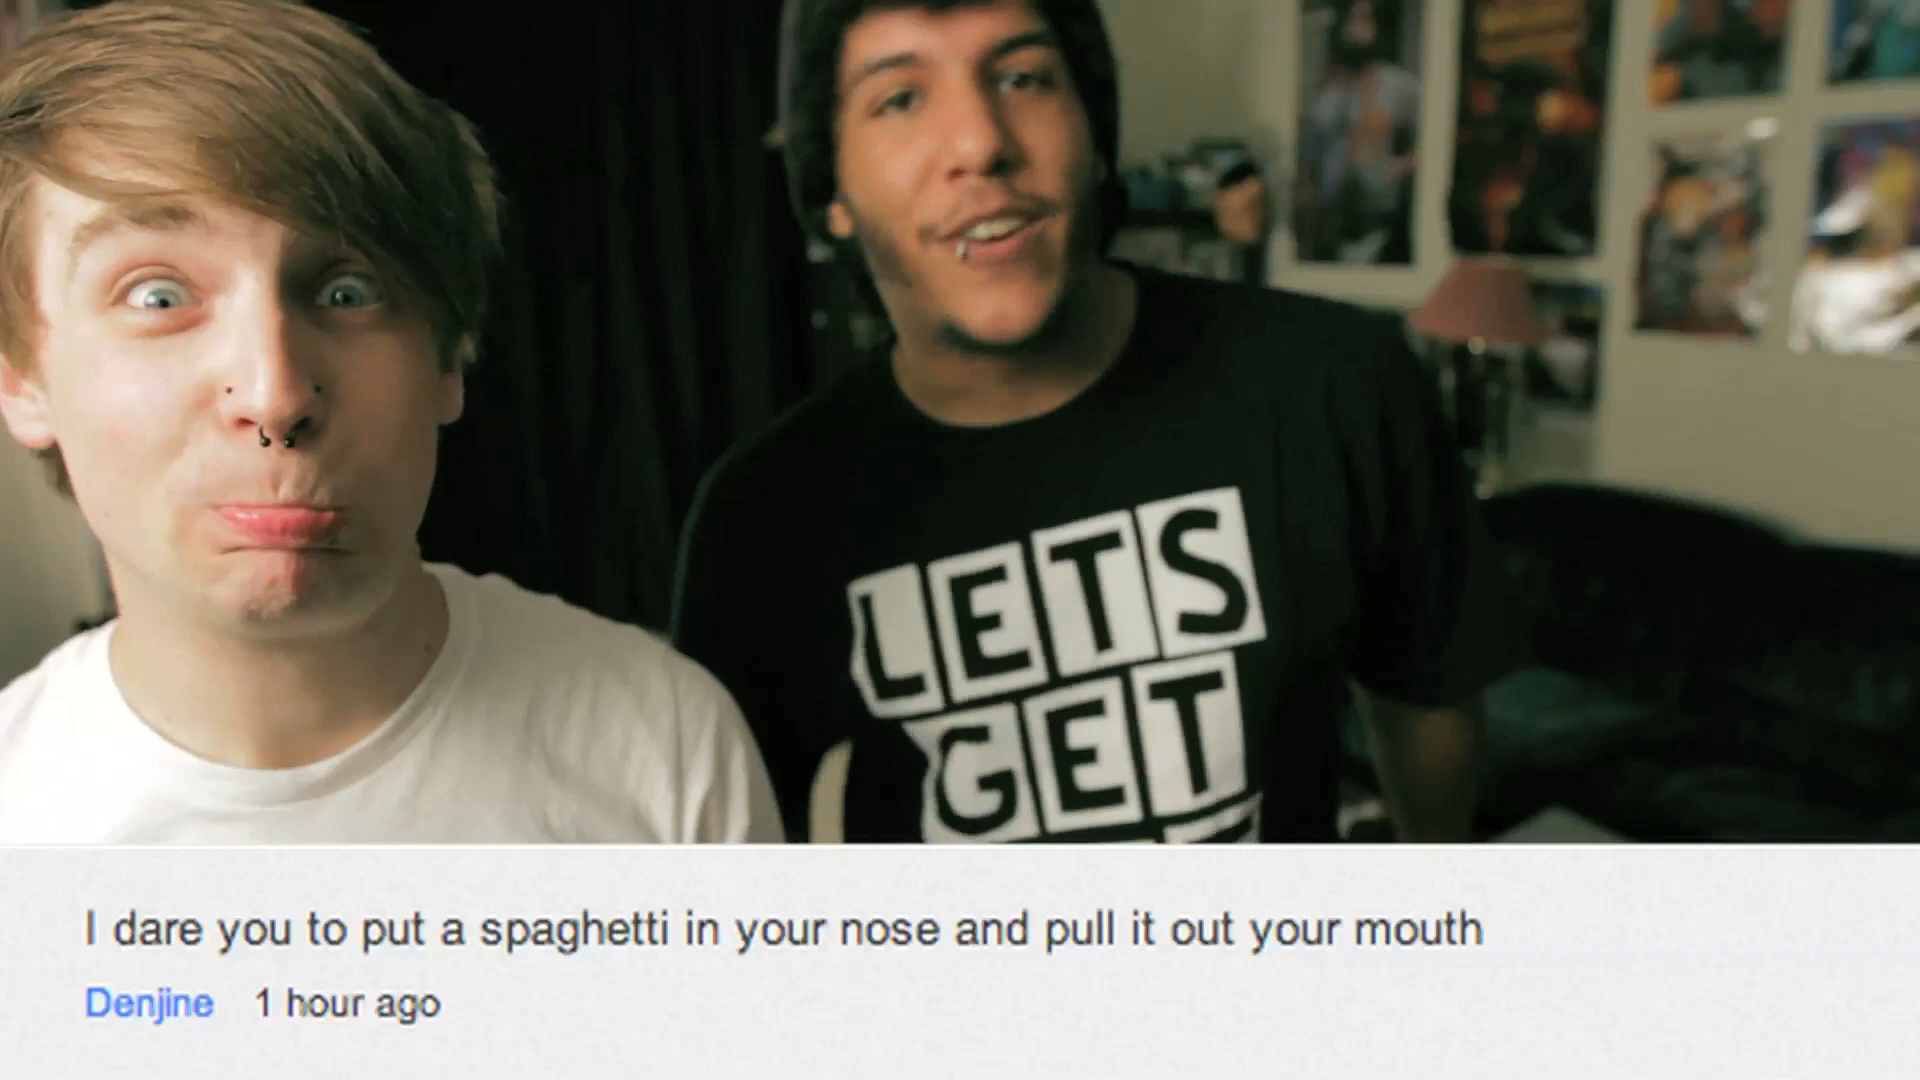 LETS
GET
I dare you to put a spaghetti in your nose and pull it out your mouth
Denjine 1 hour ago